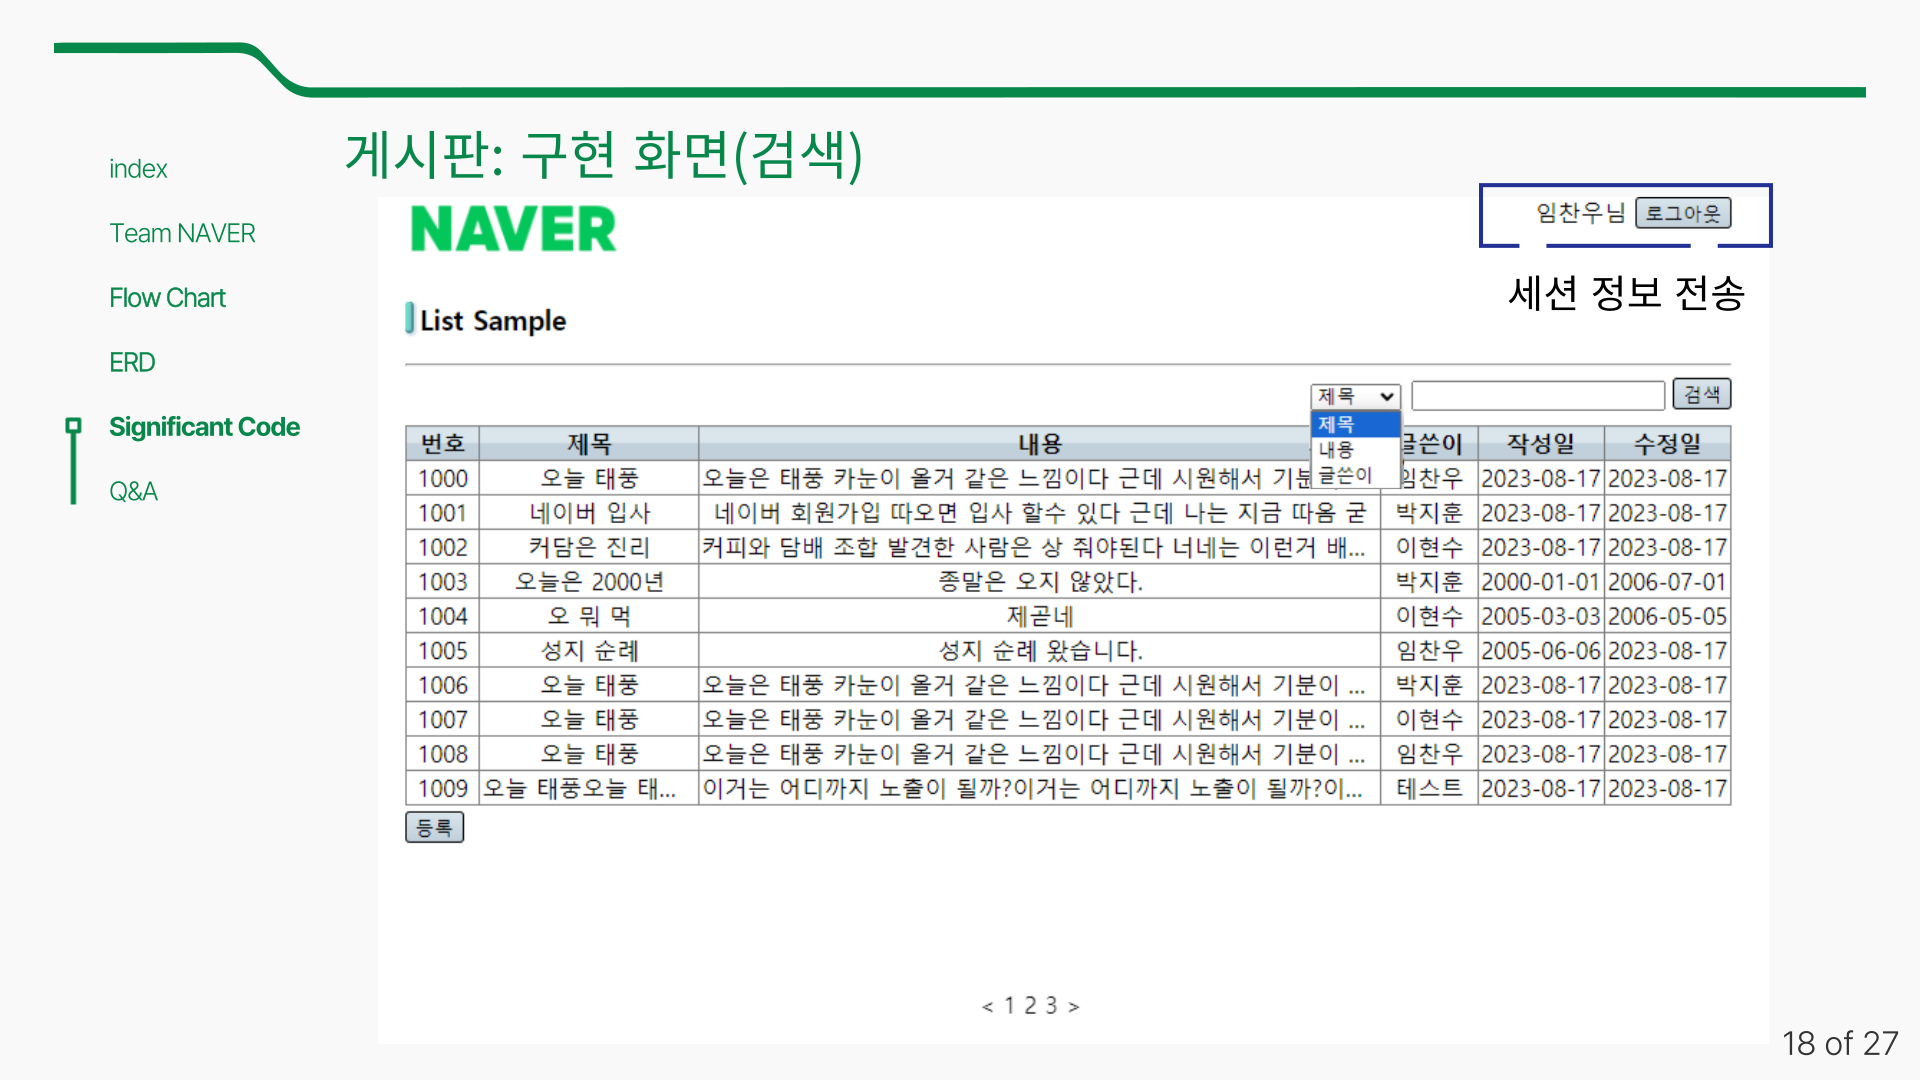 게시판: 구현 화면(검색)
index
Team NAVER
Flow Chart
ERD
Significant Code
Q&A
NAVER
임찬우님 로그아웃
세션 정보 전송
List Sample
제목 검색
제목
내용
글쓴이
번호 제목 내용 글쓴이 작성일 수정일
1000 오늘 태풍 오늘은 태풍 카눈이 올거 같은 느낌이다 근데 시원해서 기분 임찬우 2023-08-17 2023-08-17
1001 네이버 입사 네이버 회원가입 따오면 입사 할수 있다 근데 나는 지금 따옴 굳 박지훈 2023-08-17 2023-08-17
1002 커담은 진리 커피와 담배 조합 발견한 사람은 상 줘야된다 너네는 이런거 배... 이현수 2023-08-17 2023-08-17
1003 오늘은 2000년 종말은 오지 않았다. 박지훈 2000-01-01 2006-07-01
1004 오 뭐 먹 제곧네 이현수 2005-03-03 2006-05-05
1005 성지 순례 성지 순례 왔습니다. 임찬우 2005-06-06 2023-08-17
1006 오늘 태풍 오늘은 태풍 카눈이 올거 같은 느낌이다 근데 시원해서 기분이 ... 박지훈 2023-08-17 2023-08-17
1007 오늘 태풍 오늘은 태풍 카눈이 올거 같은 느낌이다 근데 시원해서 기분이 ... 이현수 2023-08-17 2023-08-17
1008 오늘 태풍 오늘은 태풍 카눈이 올거 같은 느낌이다 근데 시원해서 기분이 ... 임찬우 2023-08-17 2023-08-17
1009 오늘 태풍오늘 태... 이거는 어디까지 노출이 될까?이거는 어디까지 노출이 될까?이... 테스트 2023-08-17 2023-08-17
등록
< 1 2 3 >
18 of 27